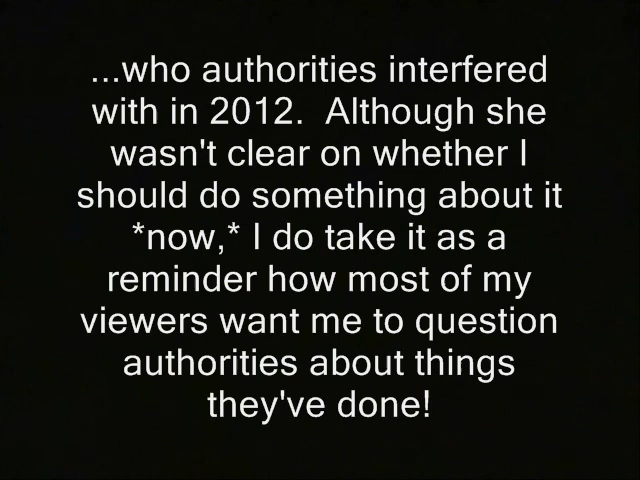 ...who authorities interfered
with in 2012.  Although she
wasn't clear on whether I
should do something about it
*now,* I do take it as a
reminder how most of my
viewers want me to question
authorities about things
they've done!